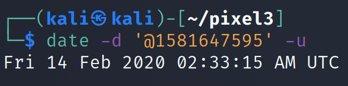 ┌──(kali㉿kali)-[~/pixel3]
└─$ date -d '@1581647595' -u
Fri 14 Feb 2020 02:33:15 AM UTC